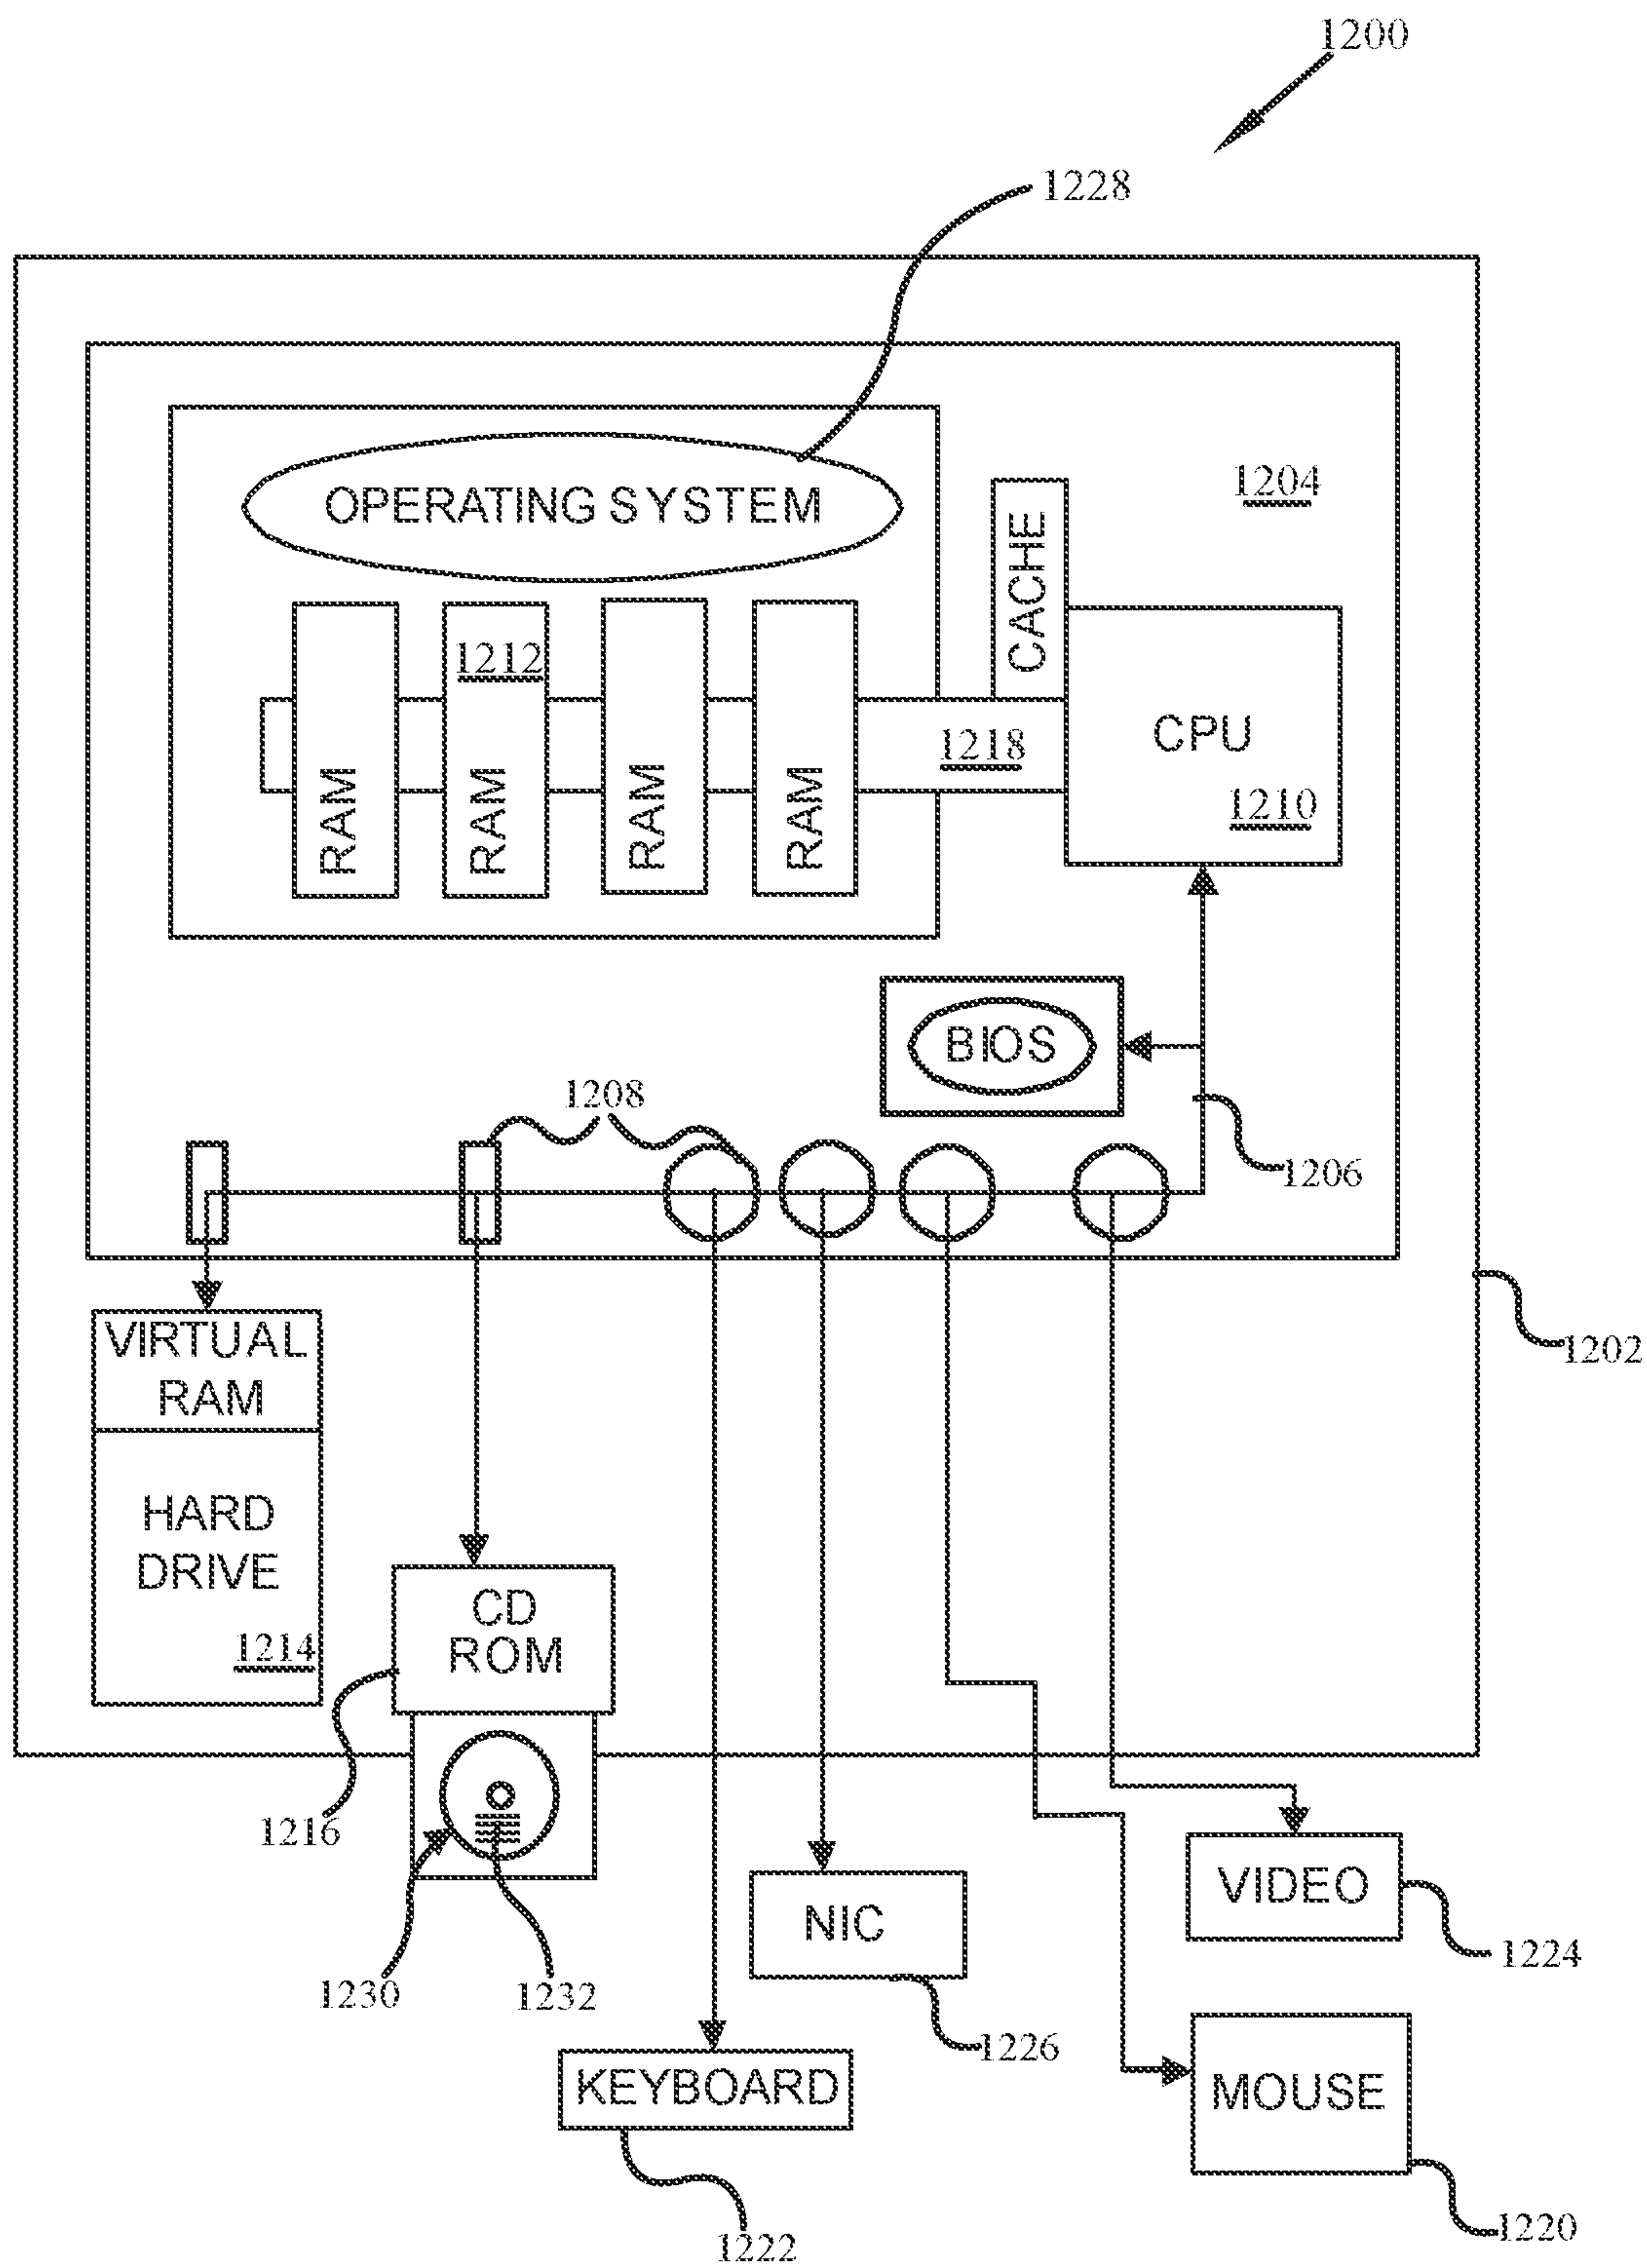 1200
1228
OPERATING SYSTEM
1204
CACHE
1212
RAM
RAM
RAM
RAM
1218
CPU
1210
BIOS
1208
1206
1202
VIRTUAL
RAM
HARD
DRIVE
1214
CD
ROM
1216
1230
1232
NIC
1226
VIDEO
1224
KEYBOARD
1222
MOUSE
1220